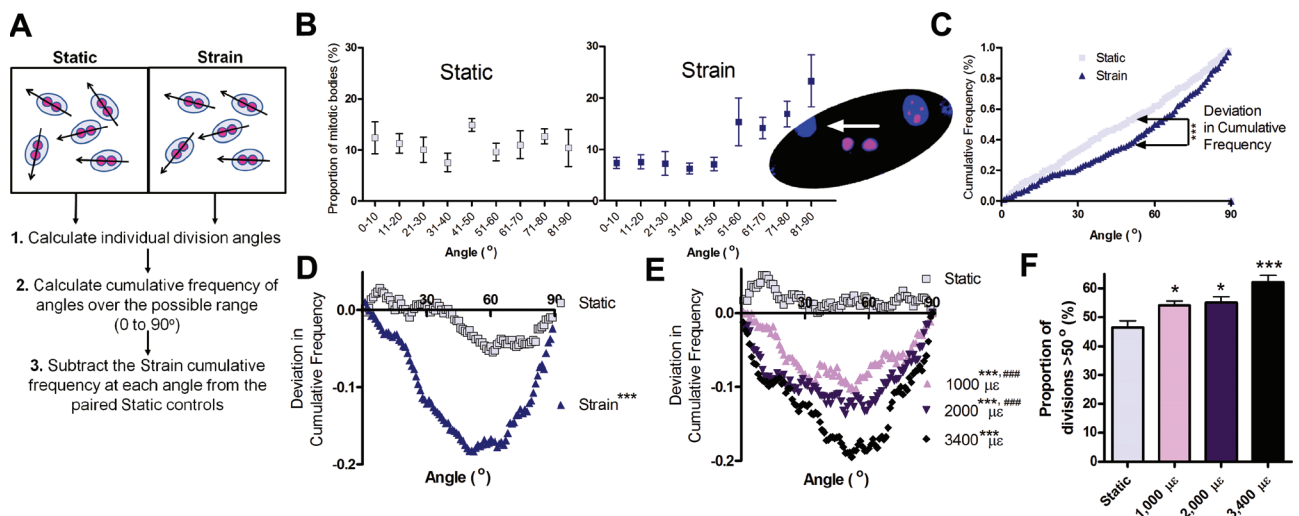 A
Static
Strain
1. Calculate individual division angles
2. Calculate cumulative frequency of
angles over the possible range
(0 to 90º)
3. Subtract the Strain cumulative
frequency at each angle from the
paired Static controls
B
Proportion of mitotic bodies (%)
30
20
10
0
Static
0-10
11-20
21-30
31-40
41-50
51-60
61-70
71-80
81-90
Angle (º)
30
20
10
0
Strain
0-10
11-20
21-30
31-40
41-50
51-60
61-70
71-80
81-90
Angle (º)
C
Cumulative Frequency (%)
1.0
0.8
0.6
0.4
0.2
0.0
Static
Strain
Deviation
in Cumulative
Frequency
***
30
60
90
Angle (º)
D
Deviation in
Cumulative Frequency
0.0
-0.1
-0.2
30
60
90
Static
Strain***
Angle (º)
E
Deviation in
Cumulative Frequency
0.0
-0.1
-0.2
30
60
90
Static
1000 µε ***, ###
2000 µε ***, ###
3400 µε ***
Angle (º)
F
Proportion of
divisions >50 º (%)
60
50
40
30
20
10
0
*
*
***
Static
1,000 µε
2,000 µε
3,400 µε